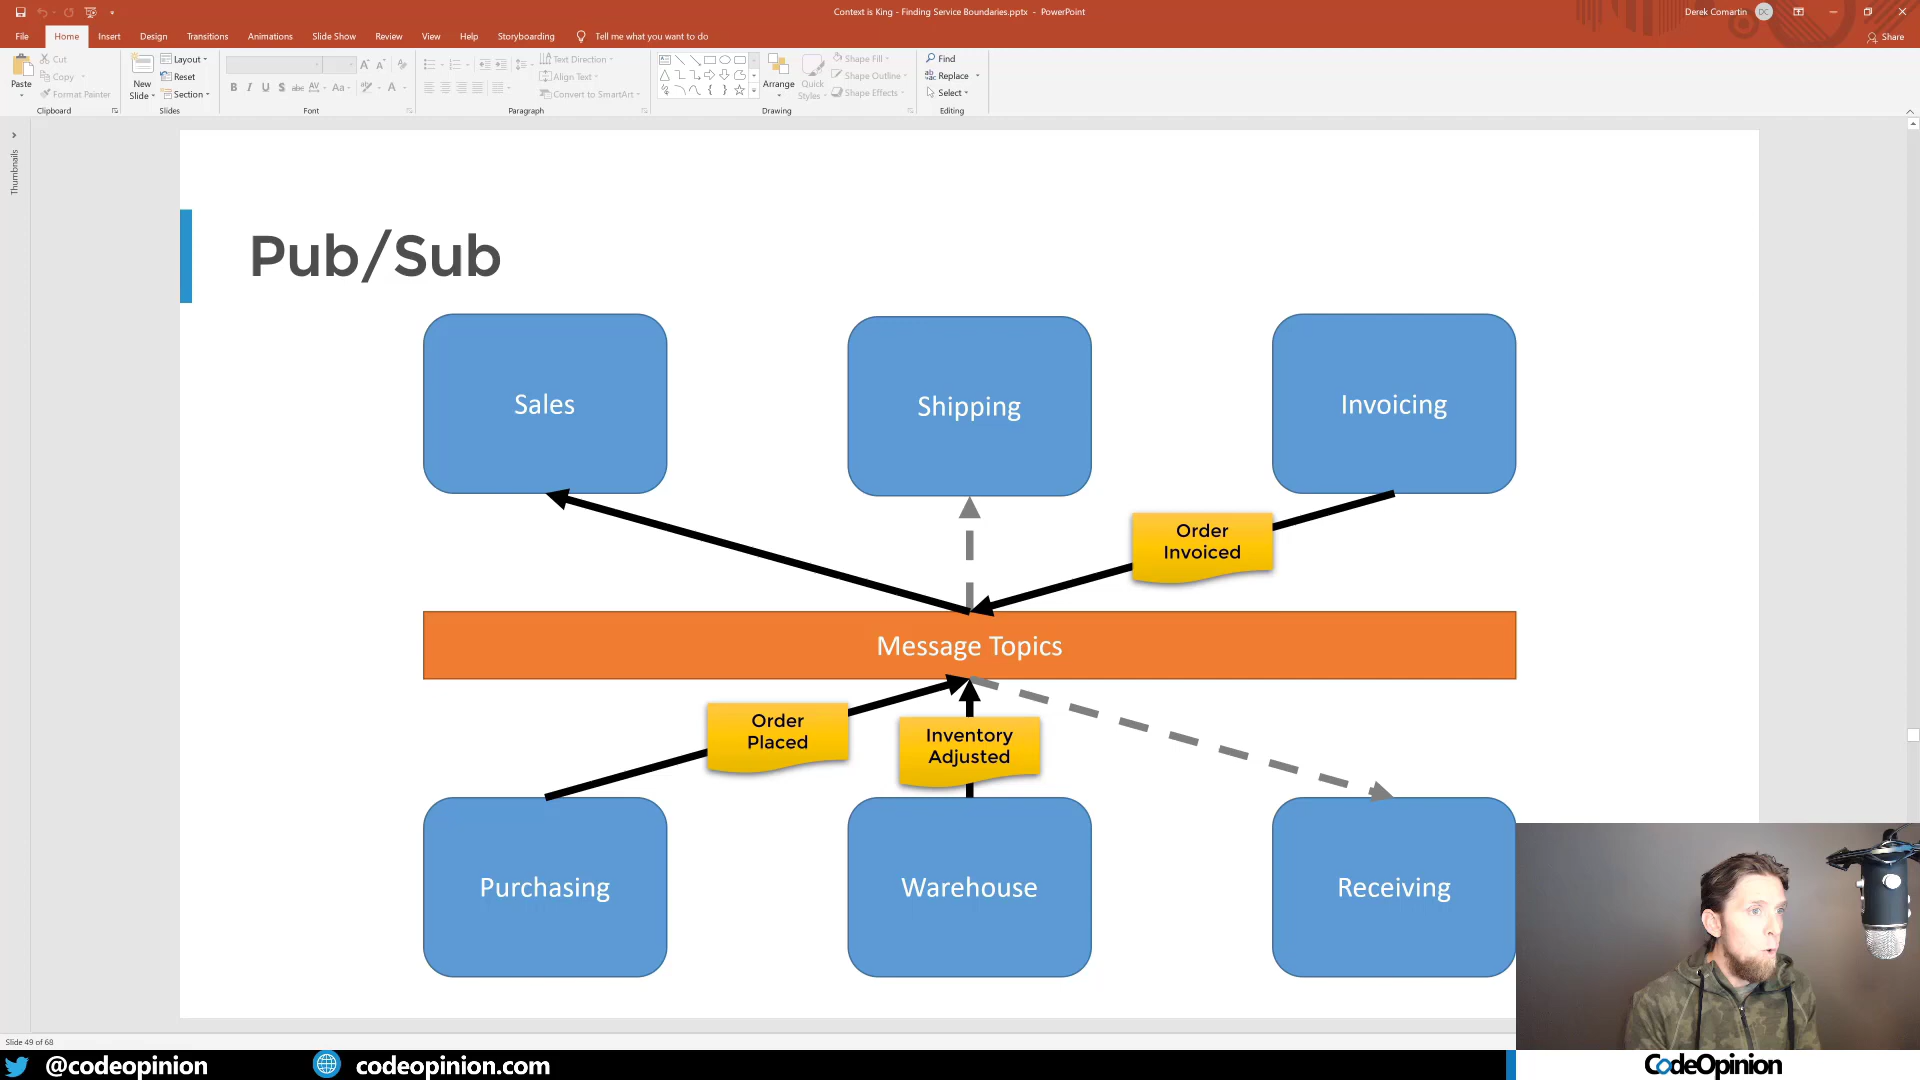 Context is King - Finding Service Boundaries.pptx - PowerPoint
Derek Comartin DC
File Home Insert Design Transitions Animations Slide Show Review View Help Storyboarding Tell me what you want to do
Share
Paste
Cut
Copy
Format Painter
Clipboard
New
Slide
Layout
Reset
Section
Slides
B I U S abc AV Aa A
Font
Text Direction
Align Text
Convert to SmartArt
Paragraph
Arrange
Quick
Styles
Shape Fill
Shape Outline
Shape Effects
Drawing
Find
Replace
Select
Editing
Thumbnails
Pub/Sub
Sales
Shipping
Invoicing
Order
Invoiced
Message Topics
Order
Placed
Inventory
Adjusted
Purchasing
Warehouse
Receiving
Slide 49 of 68
@codeopinion
codeopinion.com
CodeOpinion